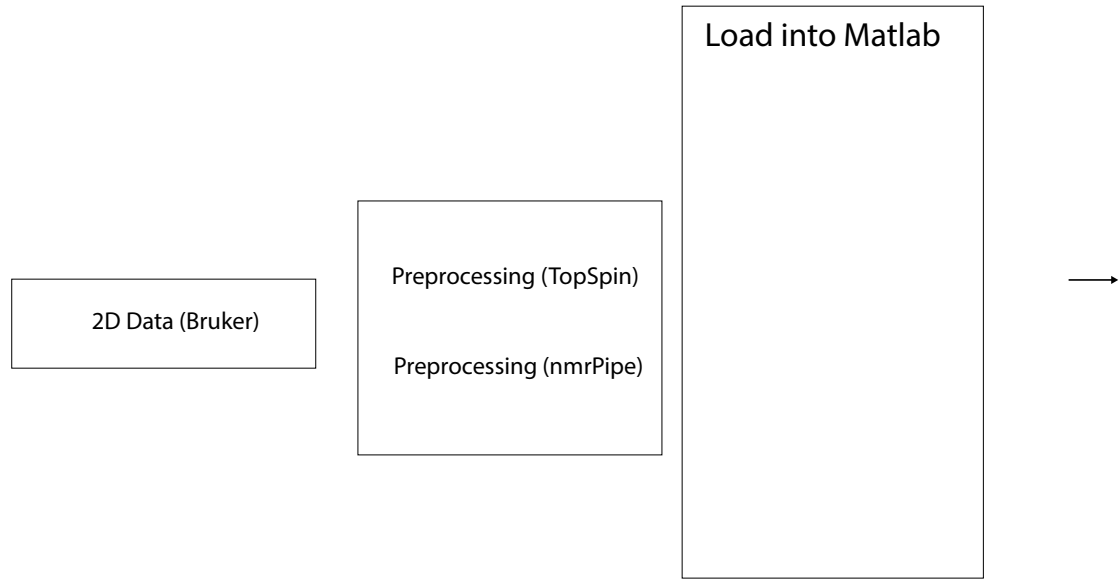 2D Data (Bruker)
Preprocessing (TopSpin)
Preprocessing (nmrPipe)
Load into Matlab